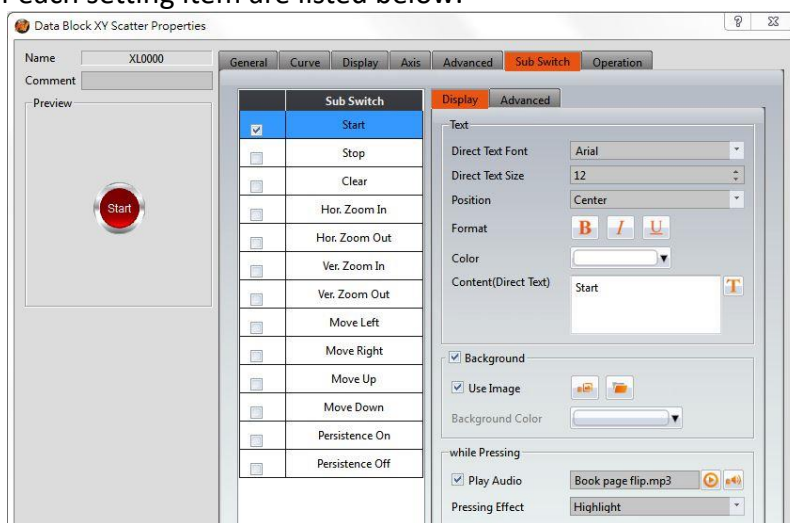 r each setting item are listed below.
Data Block XY Scatter Properties
Name XL0000
Comment
Preview
Start
General Curve Display Axis Advanced Sub Switch Operation
Sub Switch
Start
Stop
Clear
Hor. Zoom In
Hor. Zoom Out
Ver. Zoom In
Ver. Zoom Out
Move Left
Move Right
Move Up
Move Down
Persistence On
Persistence Off
Display Advanced
Text
Direct Text Font Arial
Direct Text Size 12
Position Center
Format B I U
Color
Content(Direct Text) Start T
Background
Use Image
Background Color
while Pressing
Play Audio Book page flip.mp3
Pressing Effect Highlight